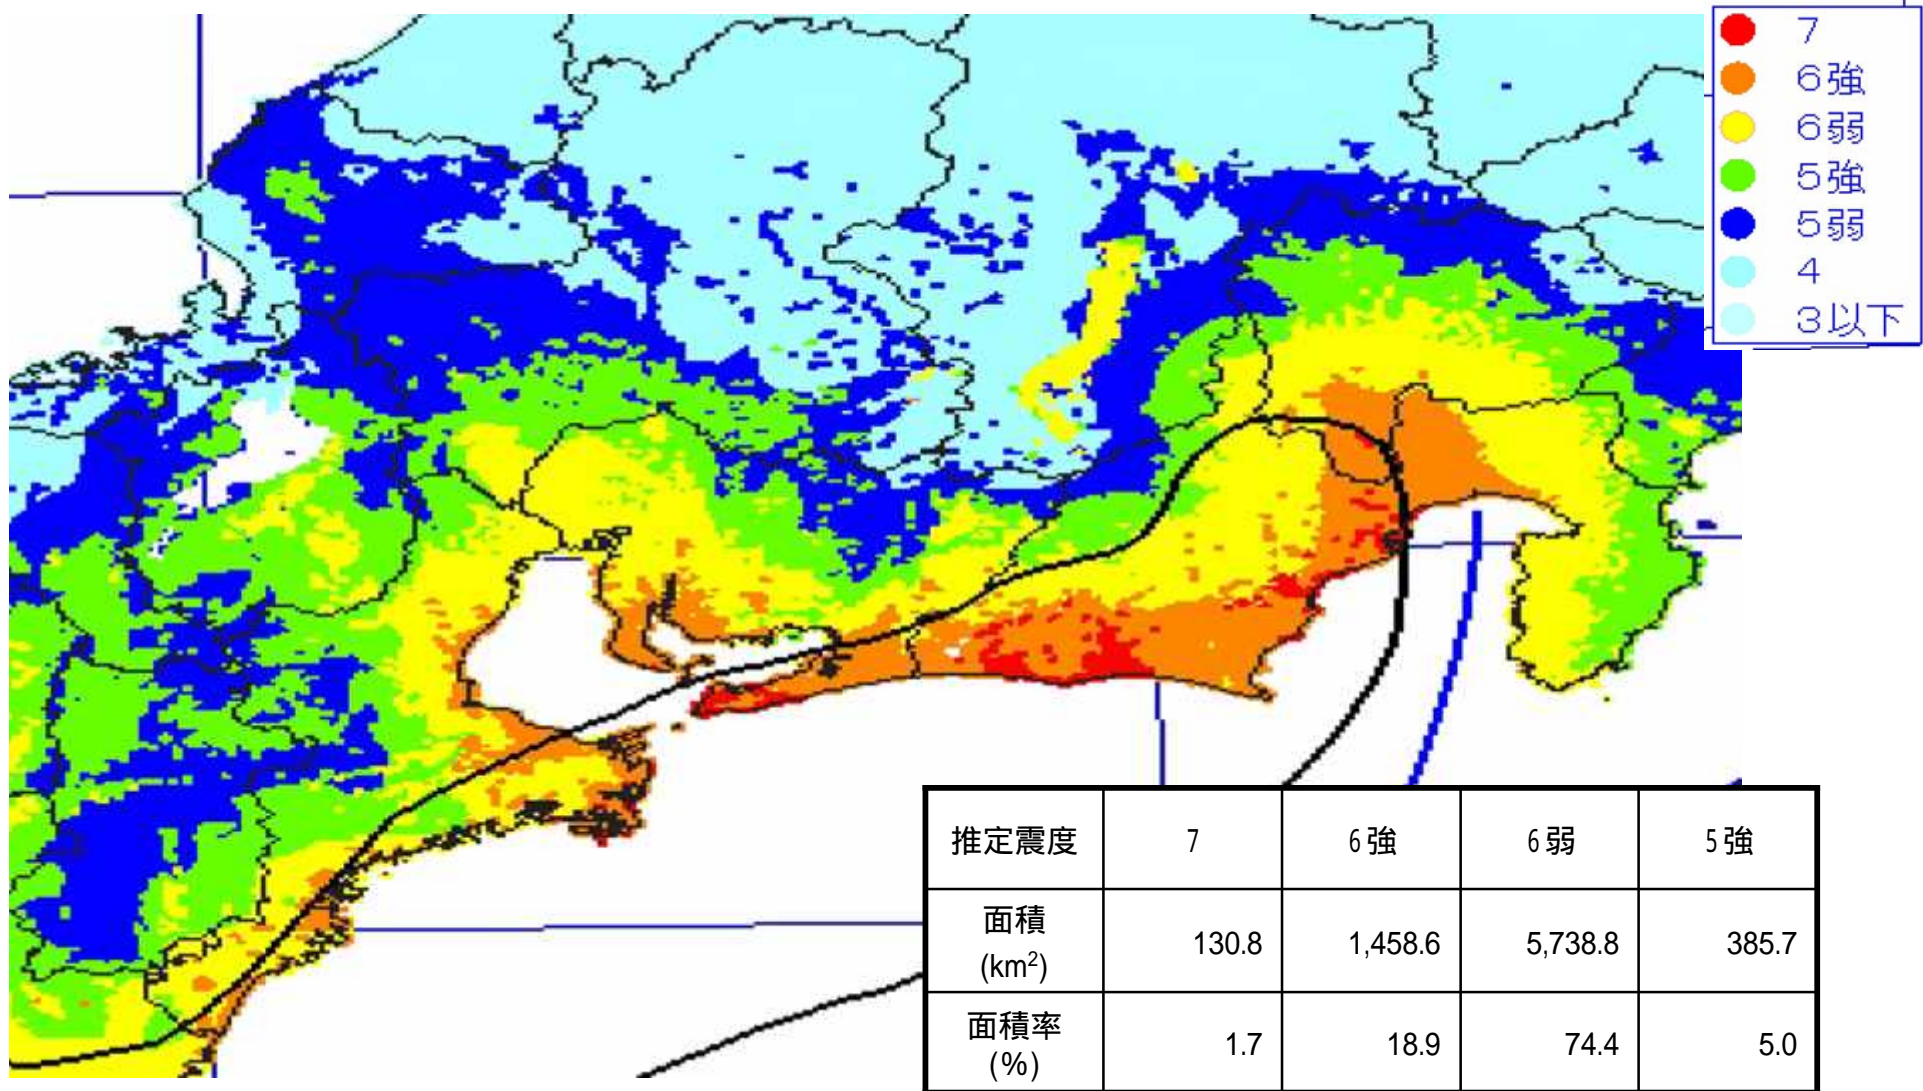 7
6強
6弱
5強
5弱
4
3以下
推定震度 7 6強 6弱 5強
面積
(km²) 130.8 1,458.6 5,738.8 385.7
面積率
(%) 1.7 18.9 74.4 5.0